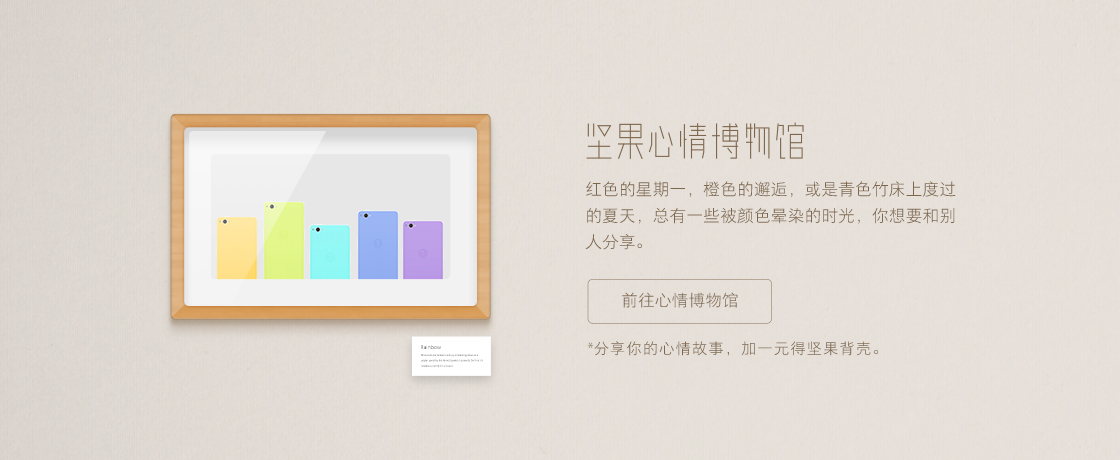 坚果心情博物馆
红色的星期一，橙色的邂逅，或是青色竹床上度过
的夏天，总有一些被颜色晕染的时光，你想要和别
人分享。
前往心情博物馆
*分享你的心情故事，加一元得坚果背壳。
Rainbow